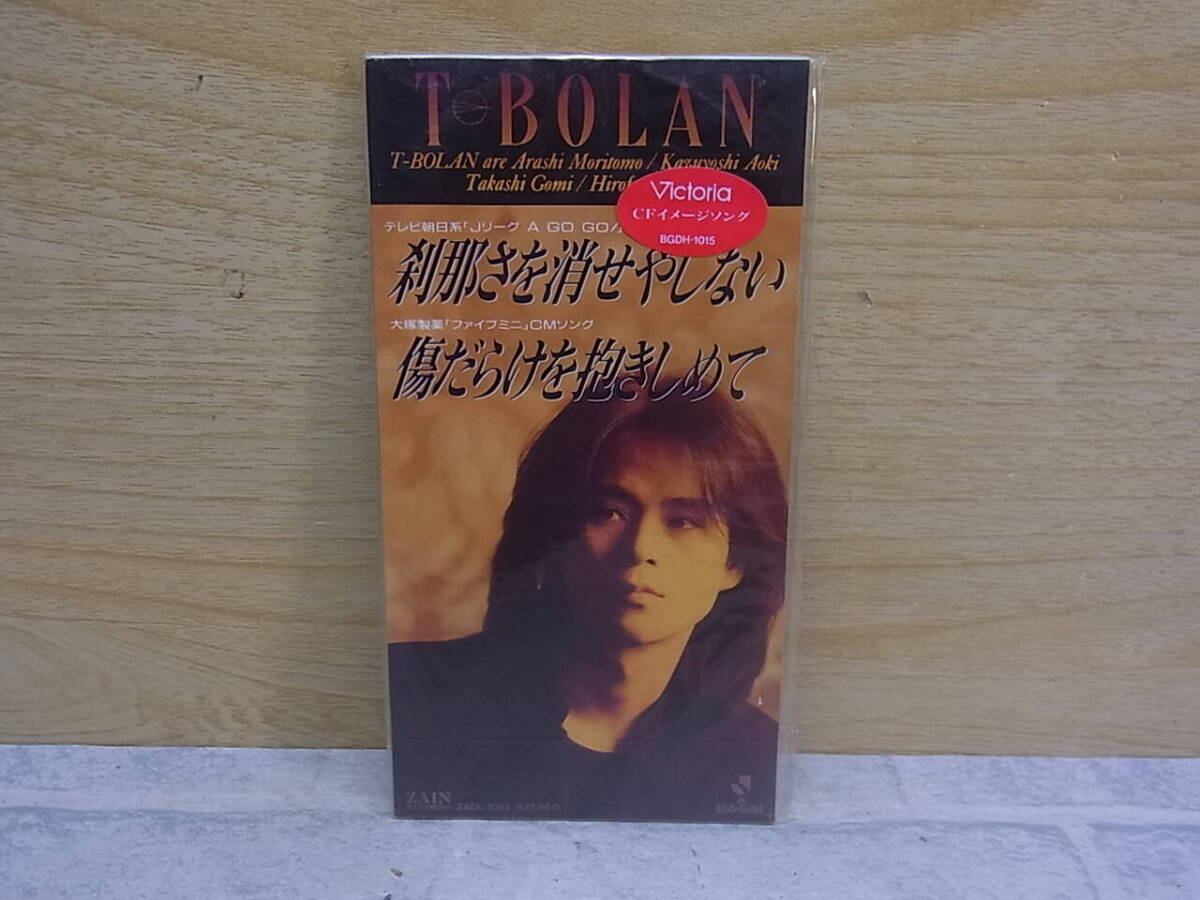 T-BOLAN
T-BOLAN are Arashi Moritomo / Kazuyoshi Aoki
Takashi Gomi /
Victoria
CFイメージソング
BGDH-1015
テレビ朝日系「Jリーグ A GO GO
刹那さを消せやしない
大塚製薬「ファイブミニ」CMソング
傷だらけを抱きしめて
ZAIN
RECORDS
ZADL-1010/STEREO